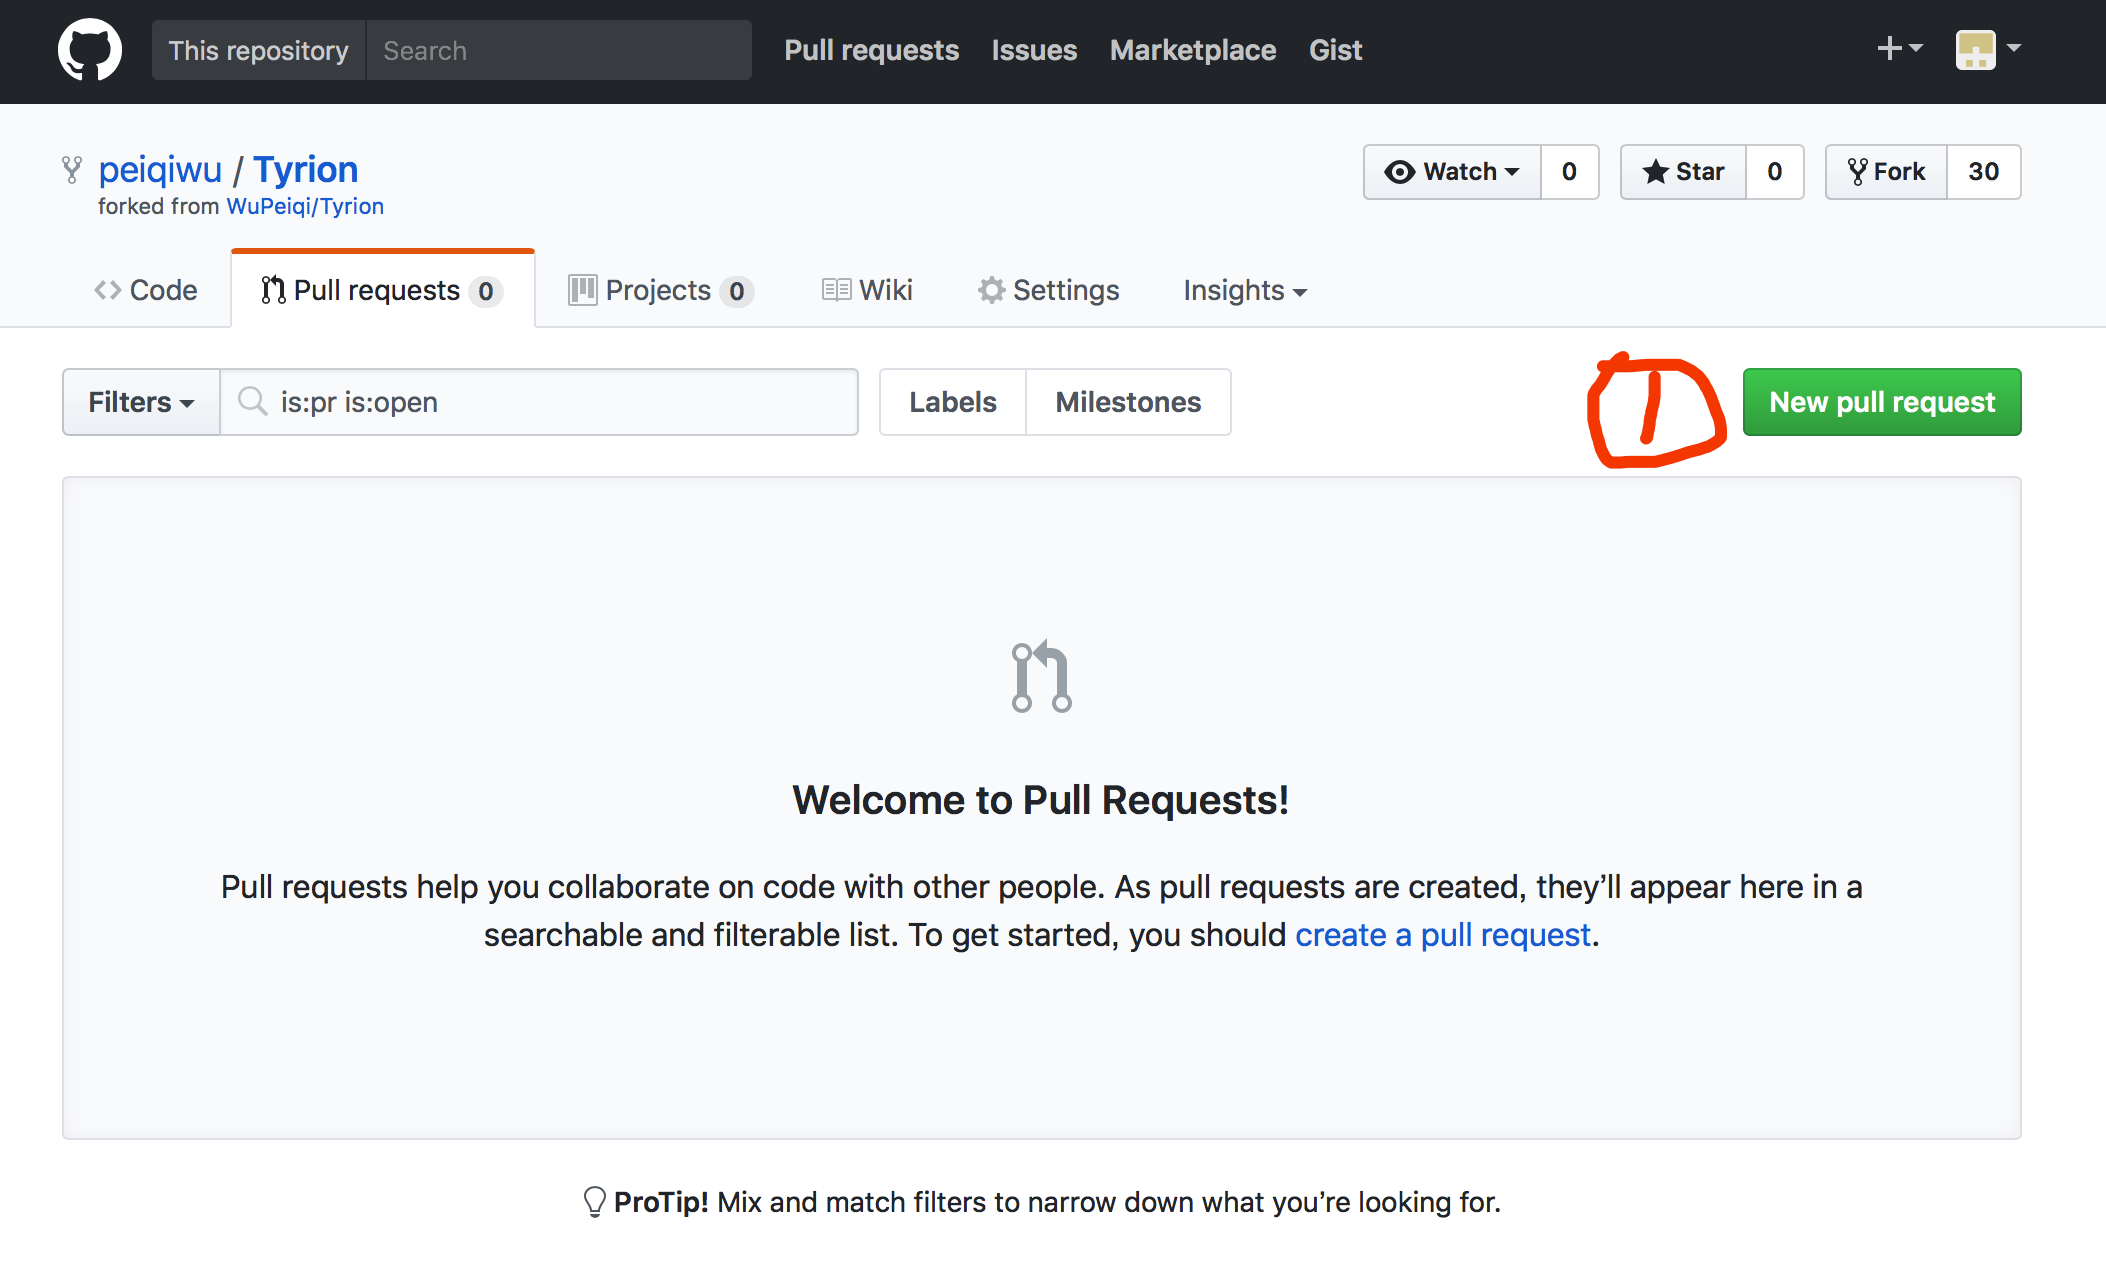 This repository Search Pull requests Issues Marketplace Gist
peiqiwu / Tyrion Watch 0 Star 0 Fork 30
forked from WuPeiqi/Tyrion
Code Pull requests 0 Projects 0 Wiki Settings Insights
Filters is:pr is:open Labels Milestones 1 New pull request
Welcome to Pull Requests!
Pull requests help you collaborate on code with other people. As pull requests are created, they’ll appear here in a
searchable and filterable list. To get started, you should create a pull request.
ProTip! Mix and match filters to narrow down what you’re looking for.